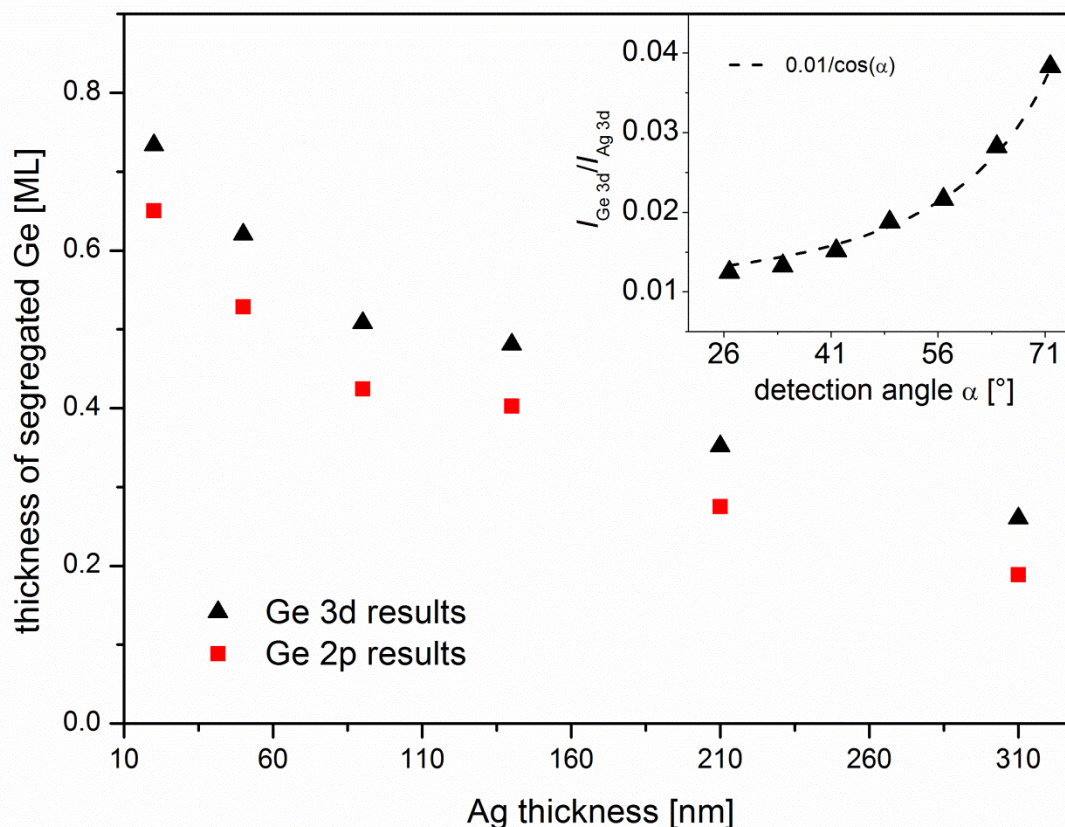 thickness of segregated Ge [ML]
0.8
0.6
0.4
0.2
0.0
10
60
110
160
210
260
310
Ag thickness [nm]
Ge 3d results
Ge 2p results
I Ge 3d/I Ag 3d
0.04
0.03
0.02
0.01
0.01/cos(α)
26
41
56
71
detection angle α [°]